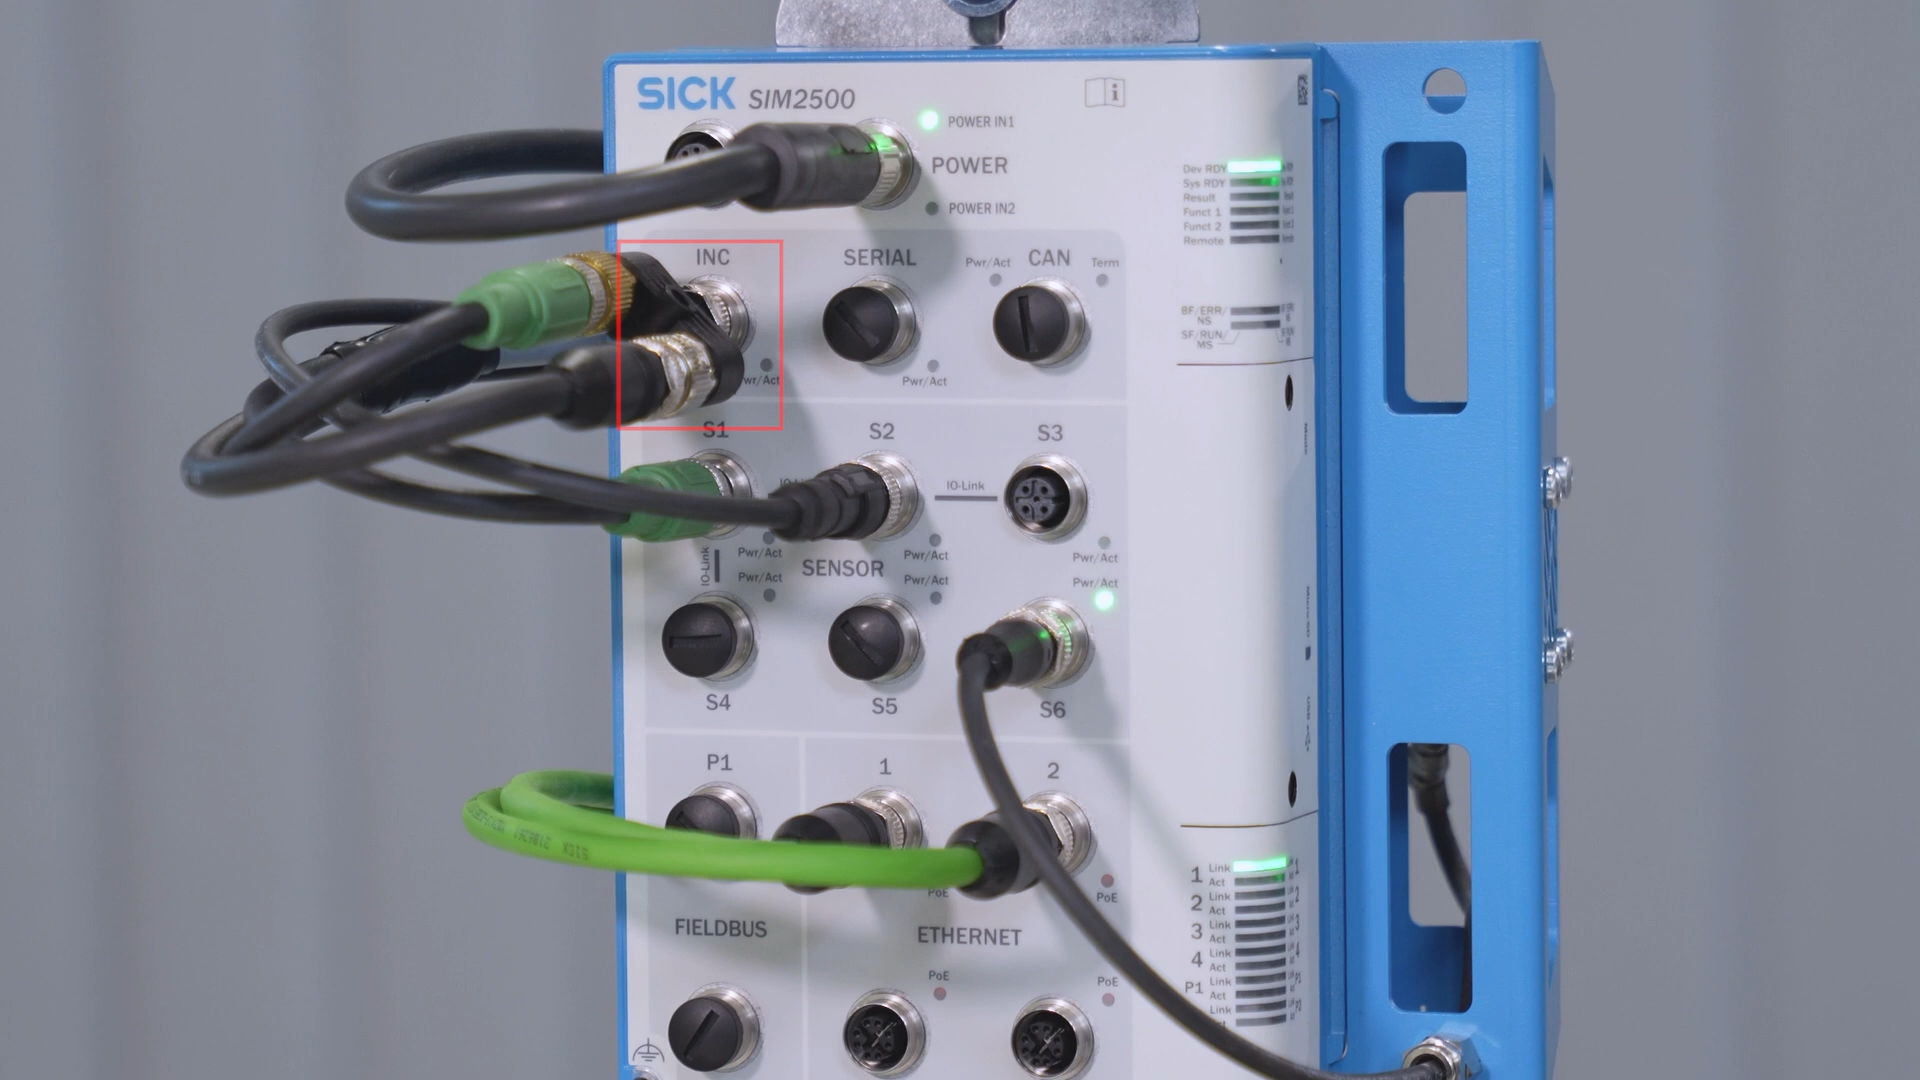 SICK SIM2500
POWER IN1
POWER
POWER IN2
Dev RDY
Sys RDY
Result
Funct 1
Funct 2
Remote
INC
SERIAL
Pwr/Act
CAN
Term
BF/ERR/
NS
SF/RUN/
MS
Pwr/Act
S1
S2
S3
IO-Link
Pwr/Act
Pwr/Act
Pwr/Act
IO-Link
SENSOR
Pwr/Act
Pwr/Act
Pwr/Act
S4
S5
S6
P1
1
2
PoE
PoE
FIELDBUS
ETHERNET
PoE
PoE
1 Link 1
Act
2 Link
Act
3 Link
Act
4 Link
Act
P1 Link
Act
Link
SICK